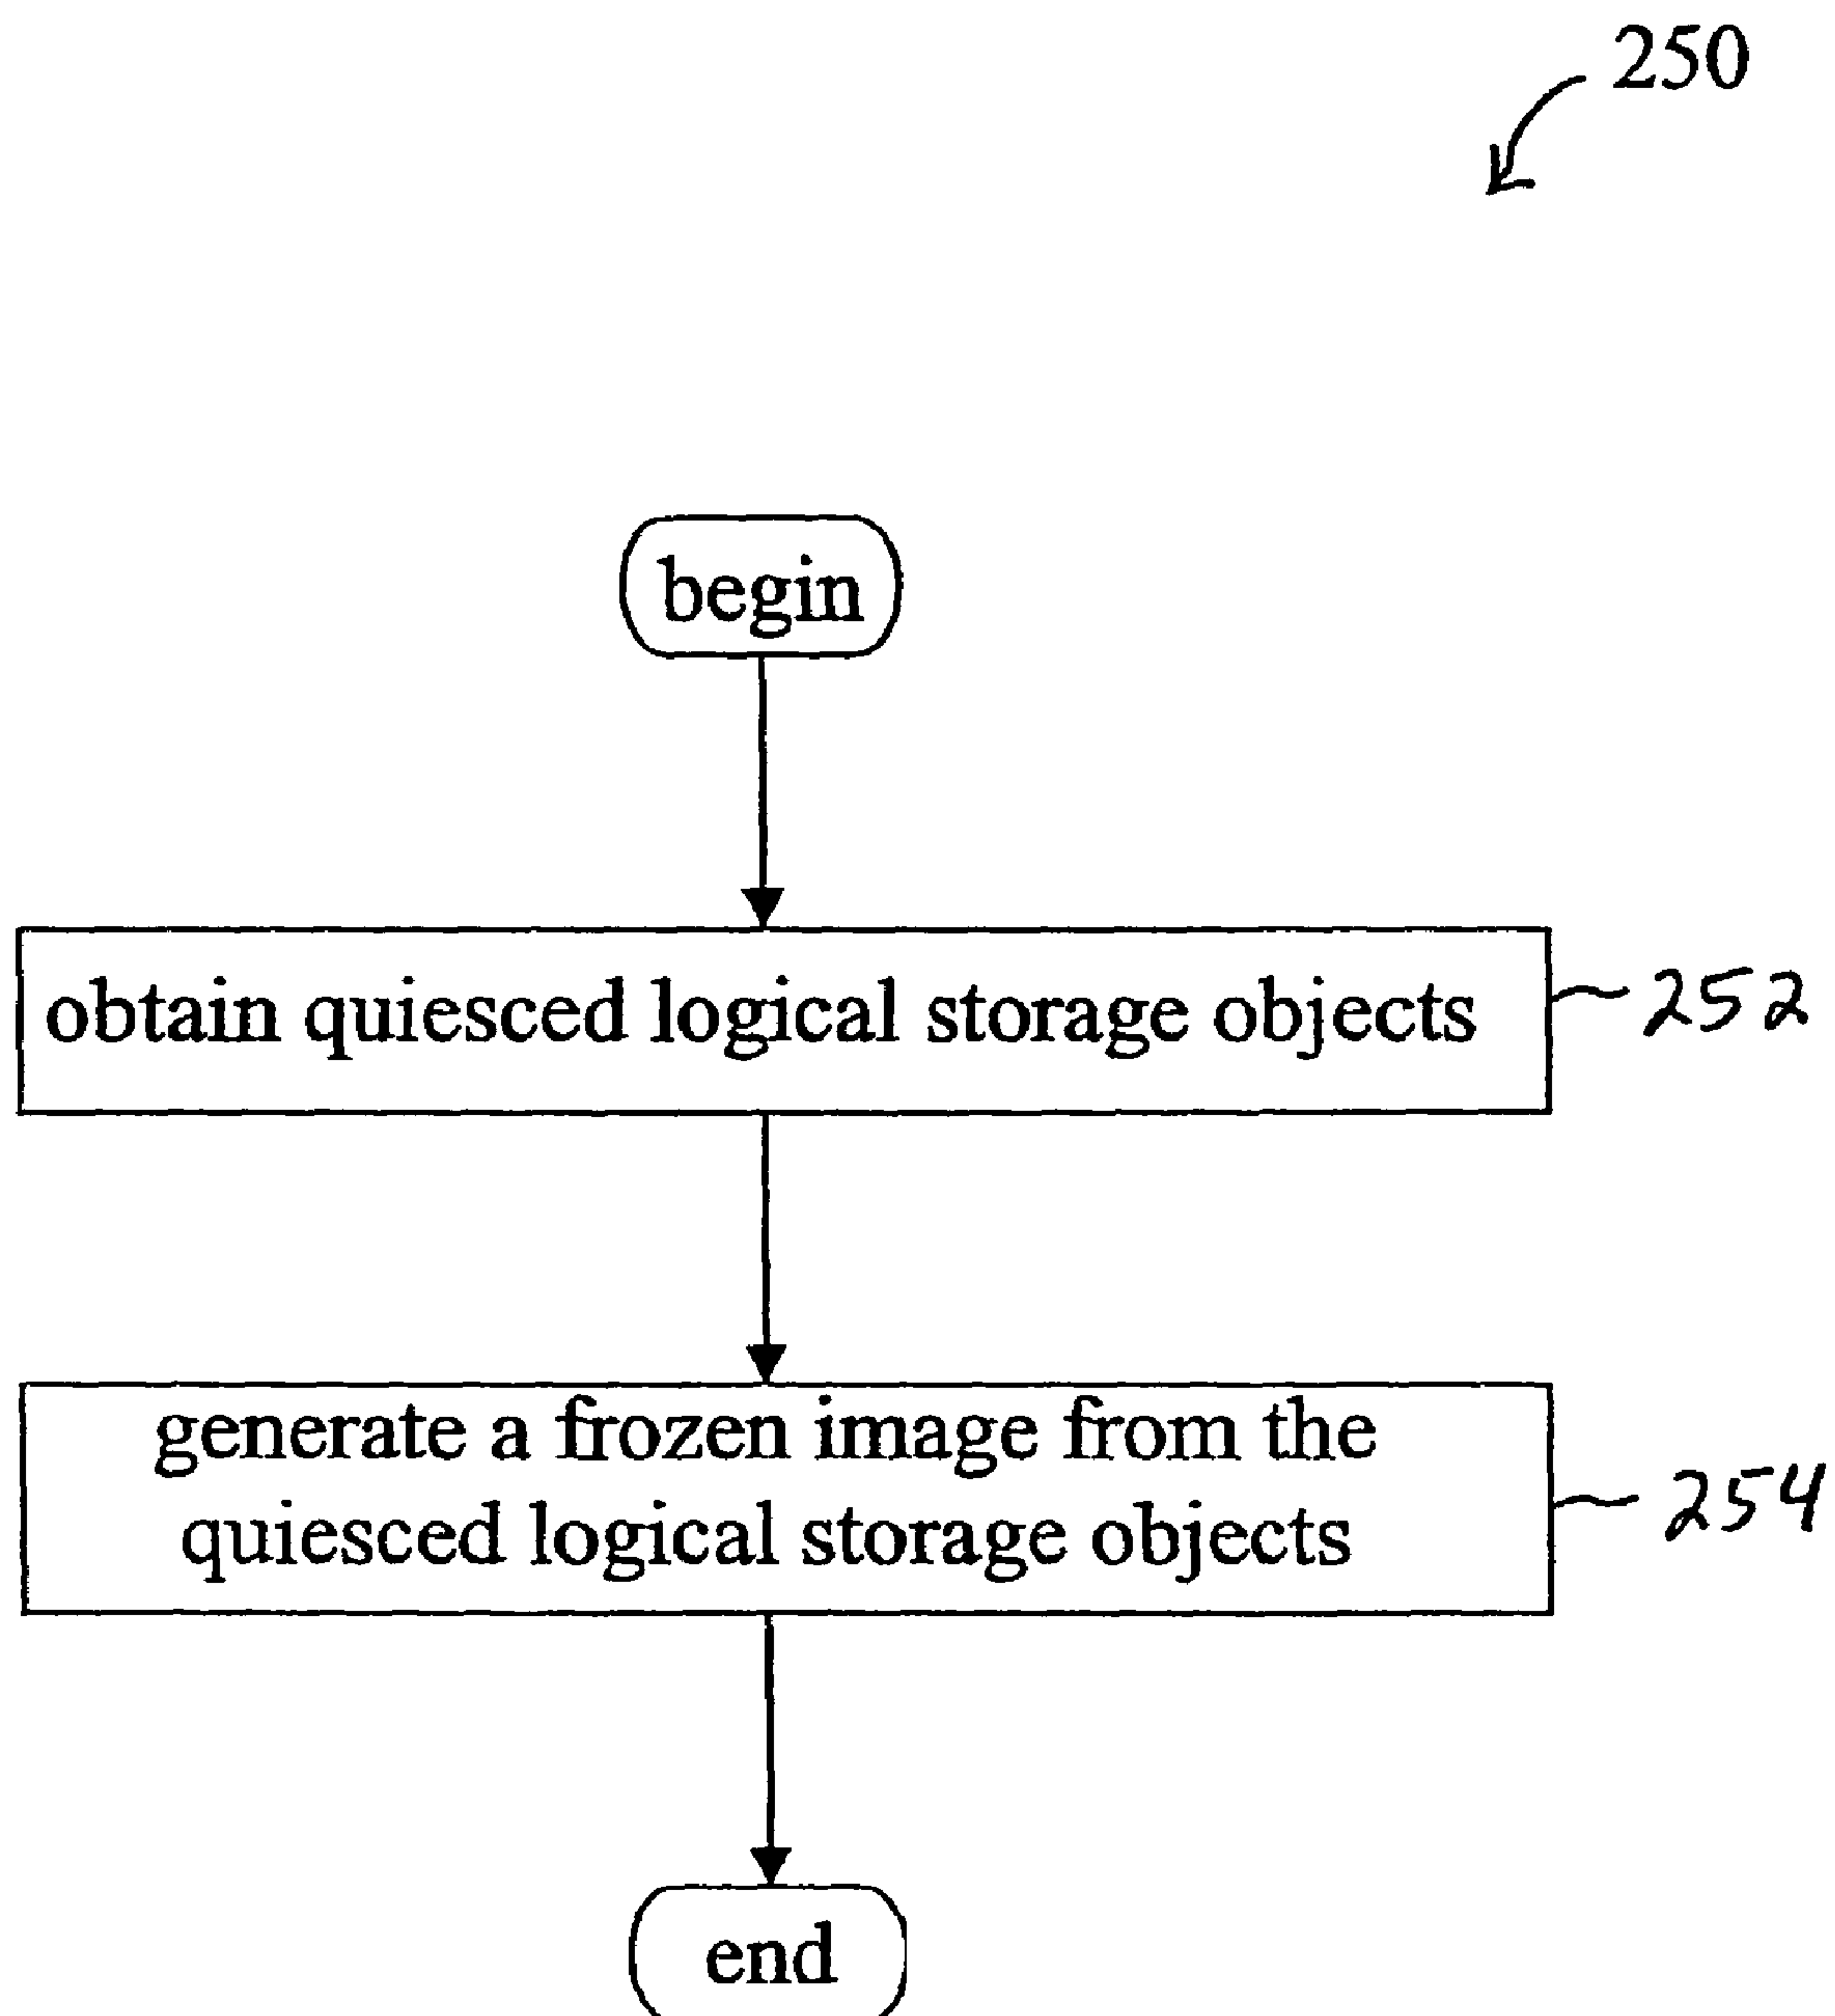 250
begin
obtain quiesced logical storage objects
252
generate a frozen image from the
quiesced logical storage objects
254
end